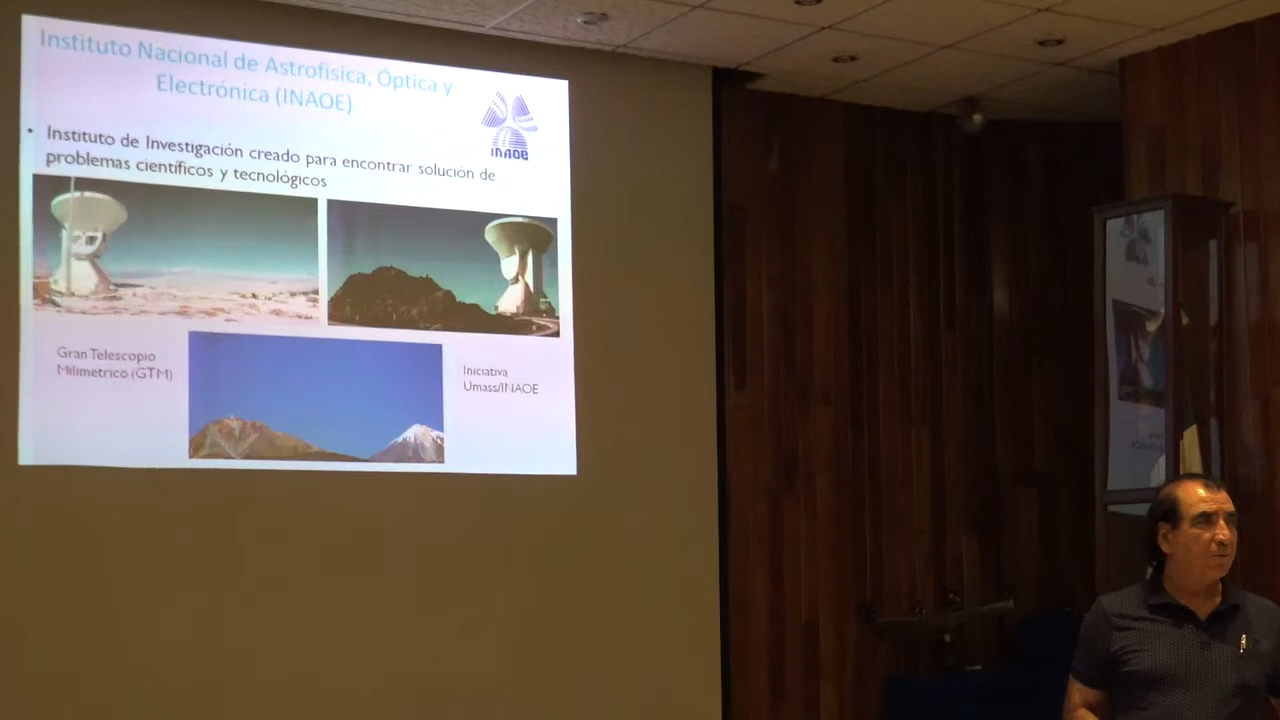 Instituto Nacional de Astrofisica, Óptica y
Electrónica (INAOE)
INAOE
• Instituto de Investigación creado para encontrar solución de
problemas científicos y tecnológicos
Gran Telescopio
Milimetrico (GTM)
Iniciativa
Umass/INAOE